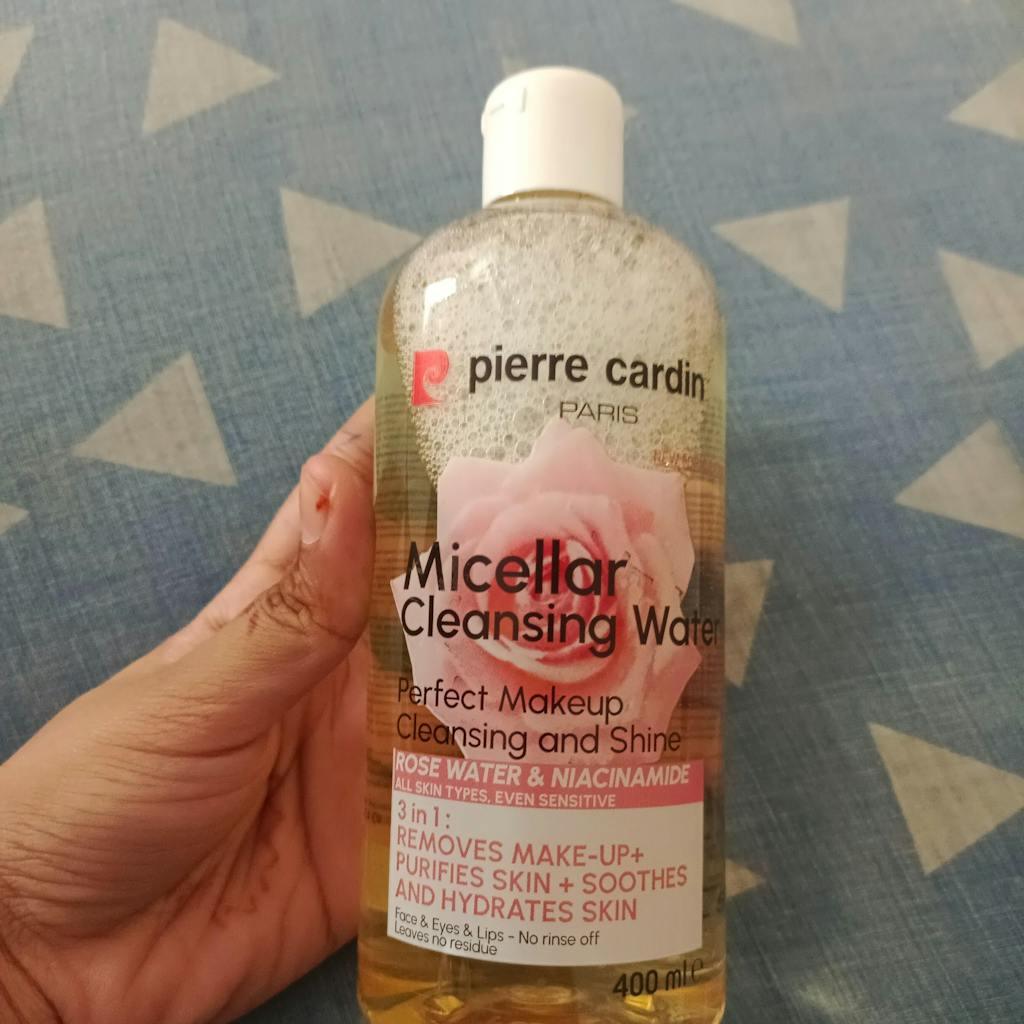 pierre cardin
PARIS
Micellar
Cleansing Water
Perfect Makeup
Cleansing and Shine
ROSE WATER & NIACINAMIDE
ALL SKIN TYPES, EVEN SENSITIVE
3 in 1 :
REMOVES MAKE-UP+
PURIFIES SKIN + SOOTHES
AND HYDRATES SKIN
Face & Eyes & Lips - No rinse off
Leaves no residue
400 ml ℮